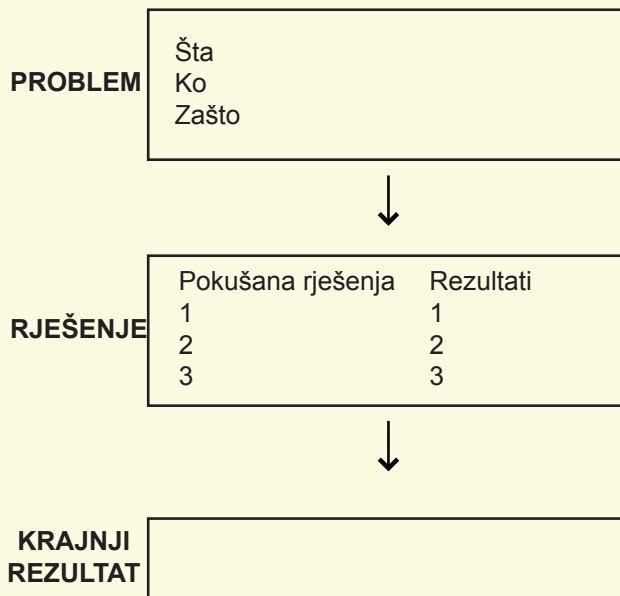 PROBLEM
Šta
Ko
Zašto
RJEŠENJE
Pokušana rješenja Rezultati
1 1
2 2
3 3
KRAJNJI
REZULTAT